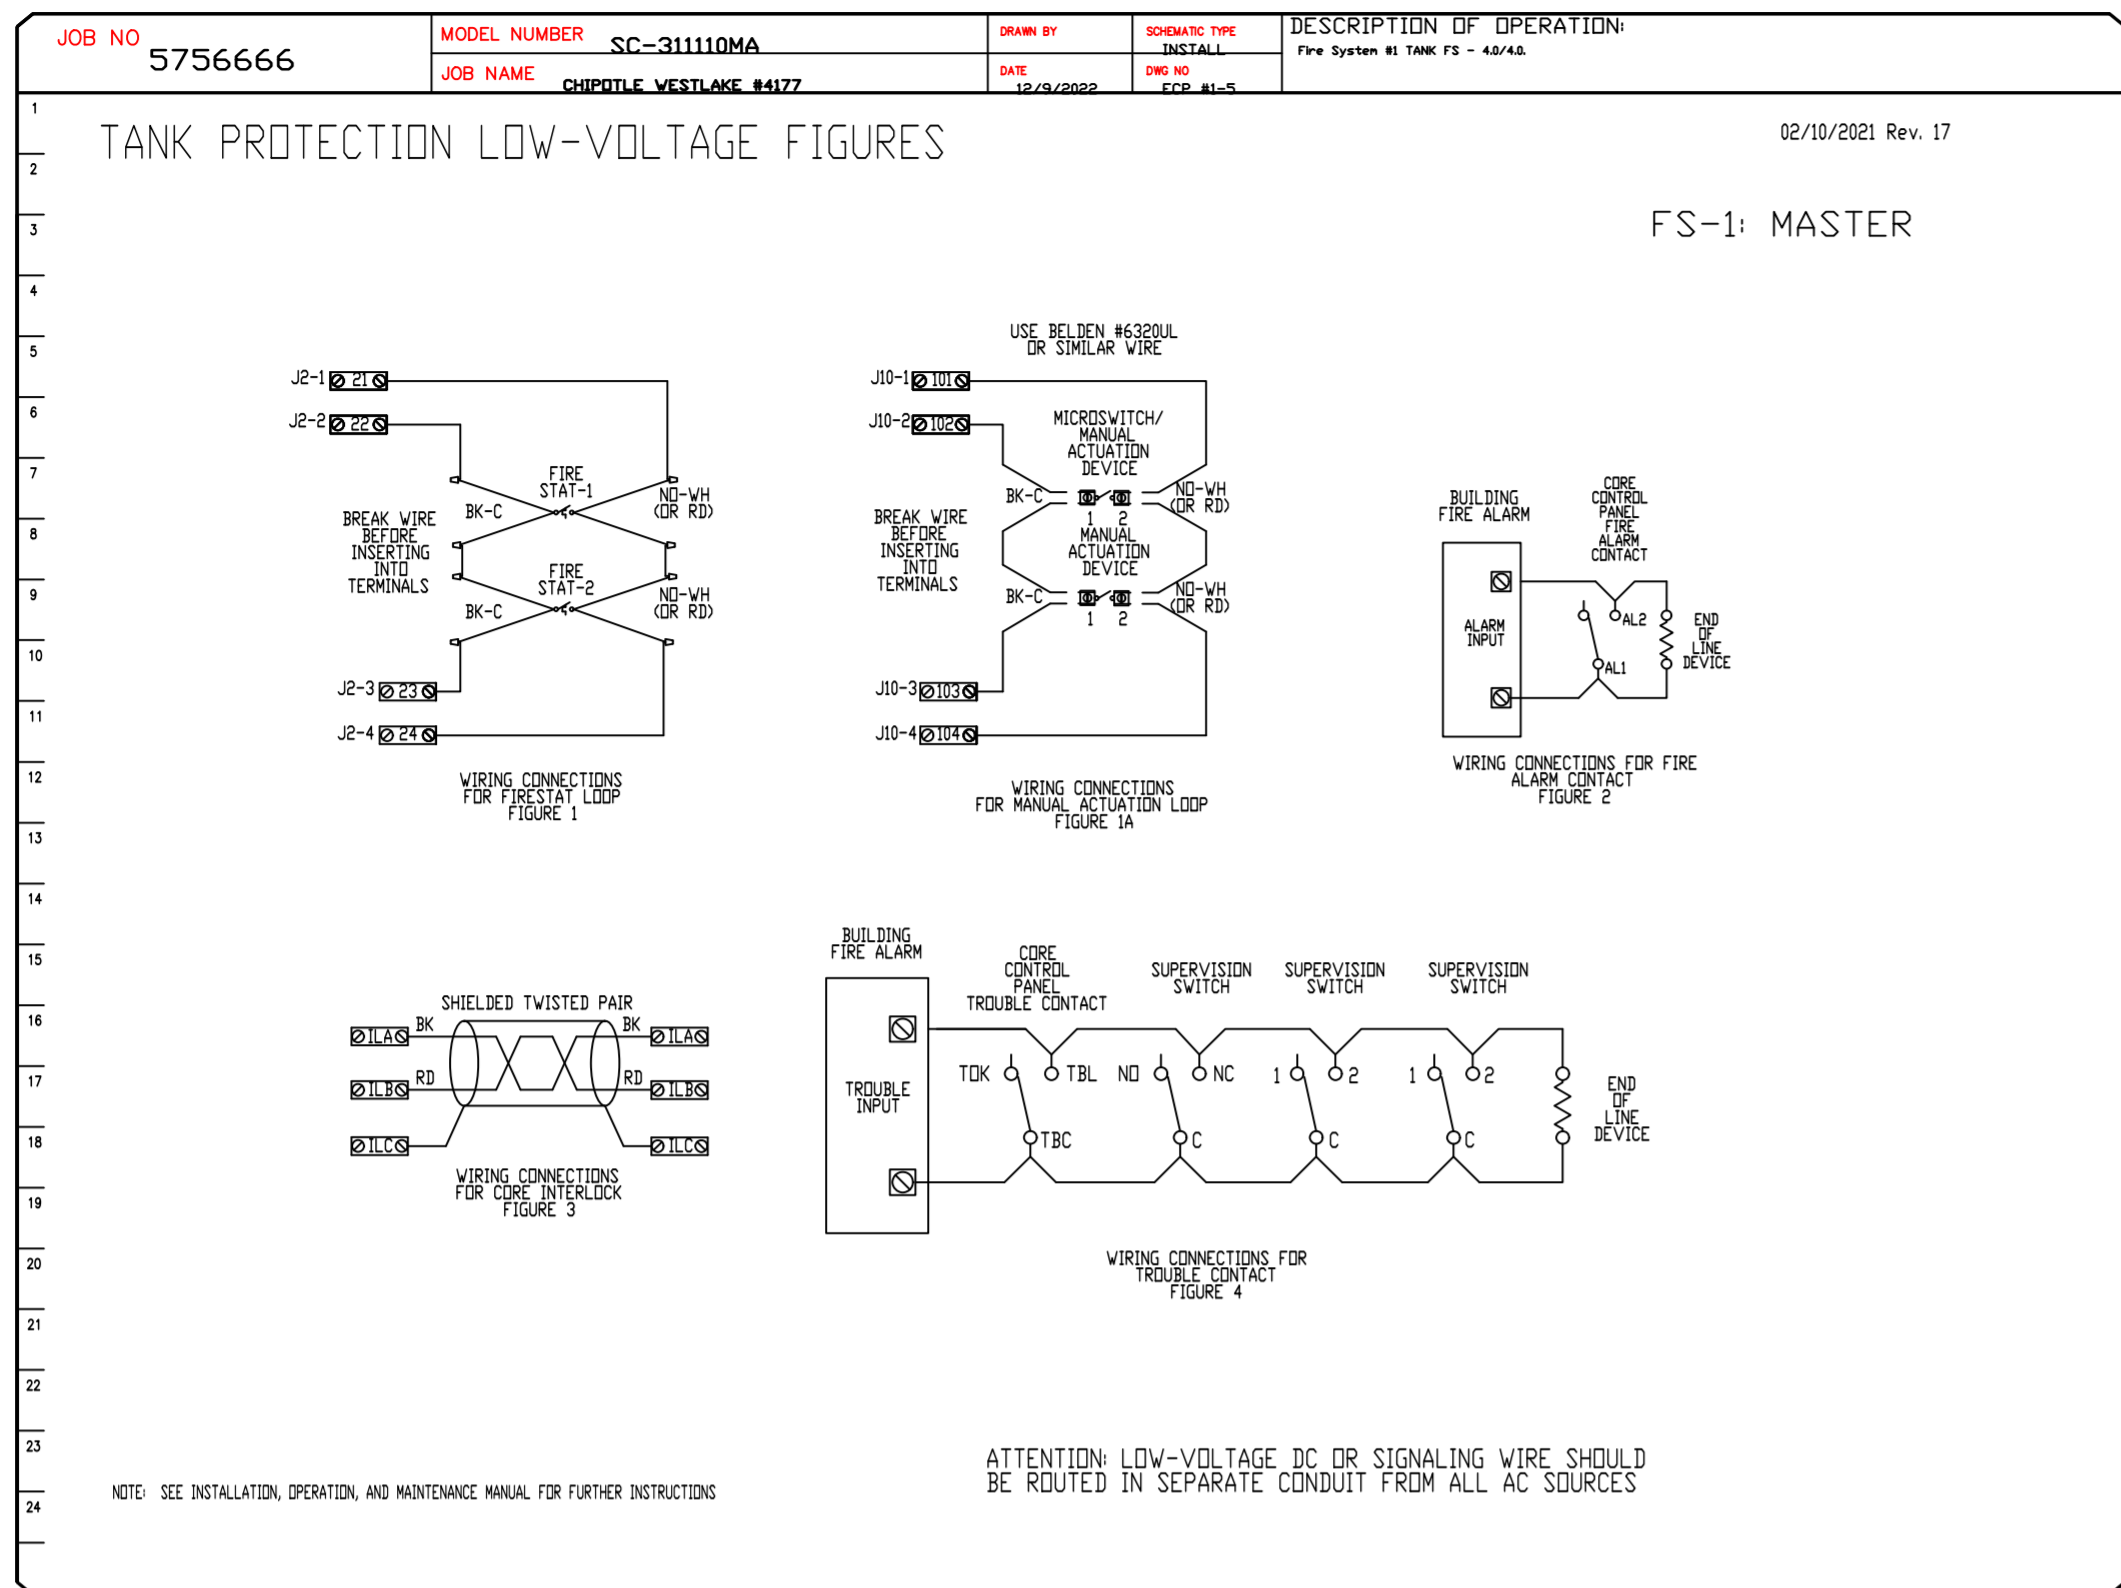 JOB NO 5756666
MODEL NUMBER SC-311110MA
JOB NAME CHIPOTLE WESTLAKE #4177
DRAWN BY
DATE 12/9/2022
SCHEMATIC TYPE
INSTALL
DWG NO
ECP #1-5
DESCRIPTION OF OPERATION:
Fire System #1 TANK FS - 4.0/4.0.
1
2
3
4
5
6
7
8
9
10
11
12
13
14
15
16
17
18
19
20
21
22
23
24
TANK PROTECTION LOW-VOLTAGE FIGURES
02/10/2021 Rev. 17
FS-1: MASTER
J2-1 21
J2-2 22
FIRE
STAT-1
BK-C
NO-WH
(OR RD)
BREAK WIRE
BEFORE
INSERTING
INTO
TERMINALS
FIRE
STAT-2
BK-C
NO-WH
(OR RD)
J2-3 23
J2-4 24
WIRING CONNECTIONS
FOR FIRESTAT LOOP
FIGURE 1
USE BELDEN #6320UL
OR SIMILAR WIRE
J10-1 101
J10-2 102
MICROSWITCH/
MANUAL
ACTUATION
DEVICE
BK-C
NO-WH
(OR RD)
1 2
BREAK WIRE
BEFORE
INSERTING
INTO
TERMINALS
MANUAL
ACTUATION
DEVICE
BK-C
NO-WH
(OR RD)
1 2
J10-3 103
J10-4 104
WIRING CONNECTIONS
FOR MANUAL ACTUATION LOOP
FIGURE 1A
BUILDING
FIRE ALARM
CORE
CONTROL
PANEL
FIRE
ALARM
CONTACT
ALARM
INPUT
AL2
AL1
END
OF
LINE
DEVICE
WIRING CONNECTIONS FOR FIRE
ALARM CONTACT
FIGURE 2
SHIELDED TWISTED PAIR
ILA BK BK ILA
ILB RD RD ILB
ILC ILC
WIRING CONNECTIONS
FOR CORE INTERLOCK
FIGURE 3
BUILDING
FIRE ALARM
CORE
CONTROL
PANEL
TROUBLE CONTACT
SUPERVISION
SWITCH
SUPERVISION
SWITCH
SUPERVISION
SWITCH
TROUBLE
INPUT
TOK TBL NO NC 1 2 1 2
TBC C C C
END
OF
LINE
DEVICE
WIRING CONNECTIONS FOR
TROUBLE CONTACT
FIGURE 4
ATTENTION: LOW-VOLTAGE DC OR SIGNALING WIRE SHOULD
BE ROUTED IN SEPARATE CONDUIT FROM ALL AC SOURCES
NOTE: SEE INSTALLATION, OPERATION, AND MAINTENANCE MANUAL FOR FURTHER INSTRUCTIONS